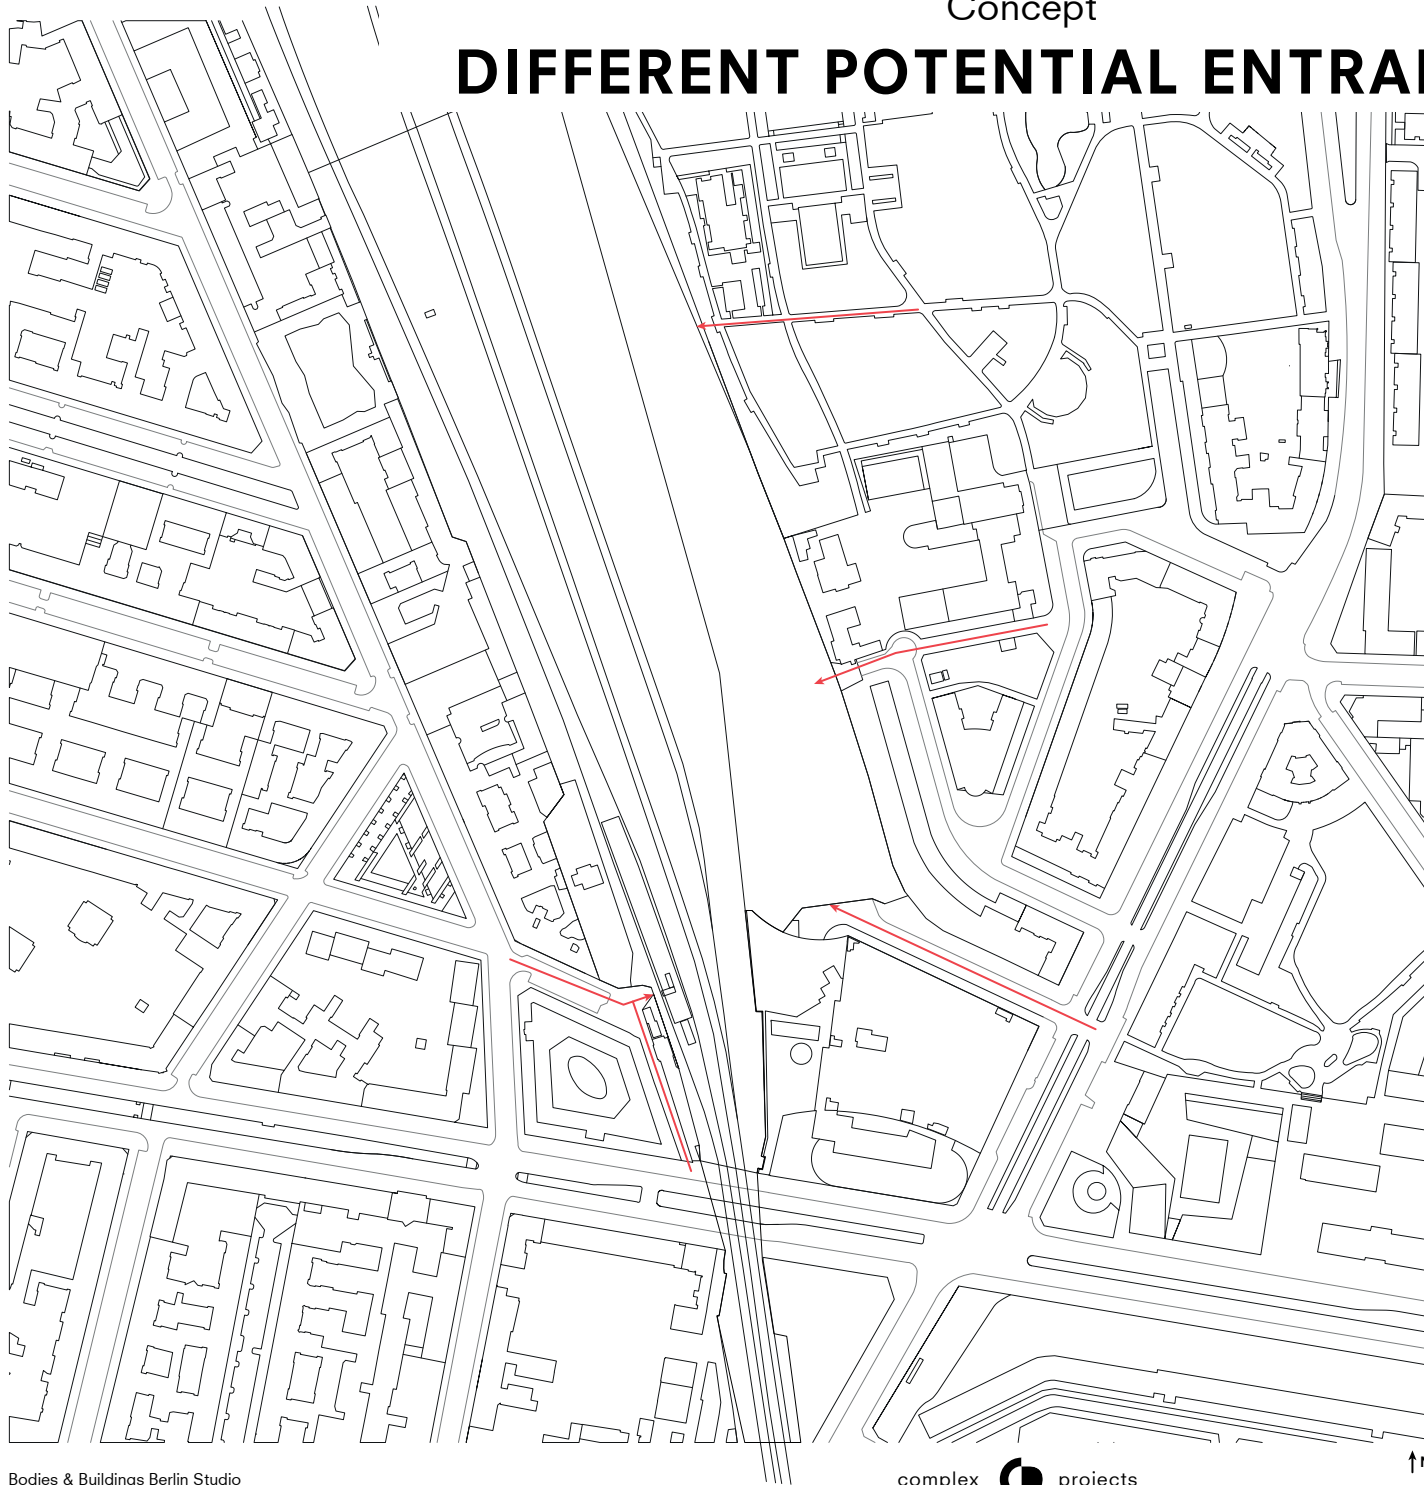 Concept
DIFFERENT POTENTIAL ENTRA
Bodies & Buildings Berlin Studio
complex projects